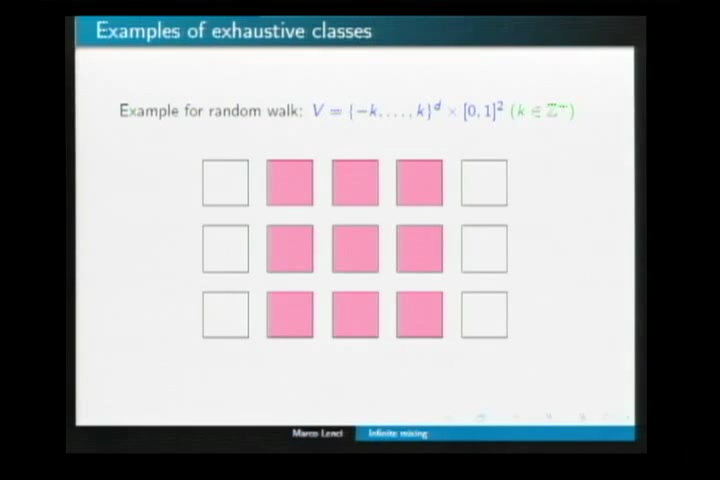 Examples of exhaustive classes
Example for random walk: V = {−k, . . . , k}ᵈ × [0, 1]² (k ∈ ℤ⁺)
Marco Lenci Infinite mixing